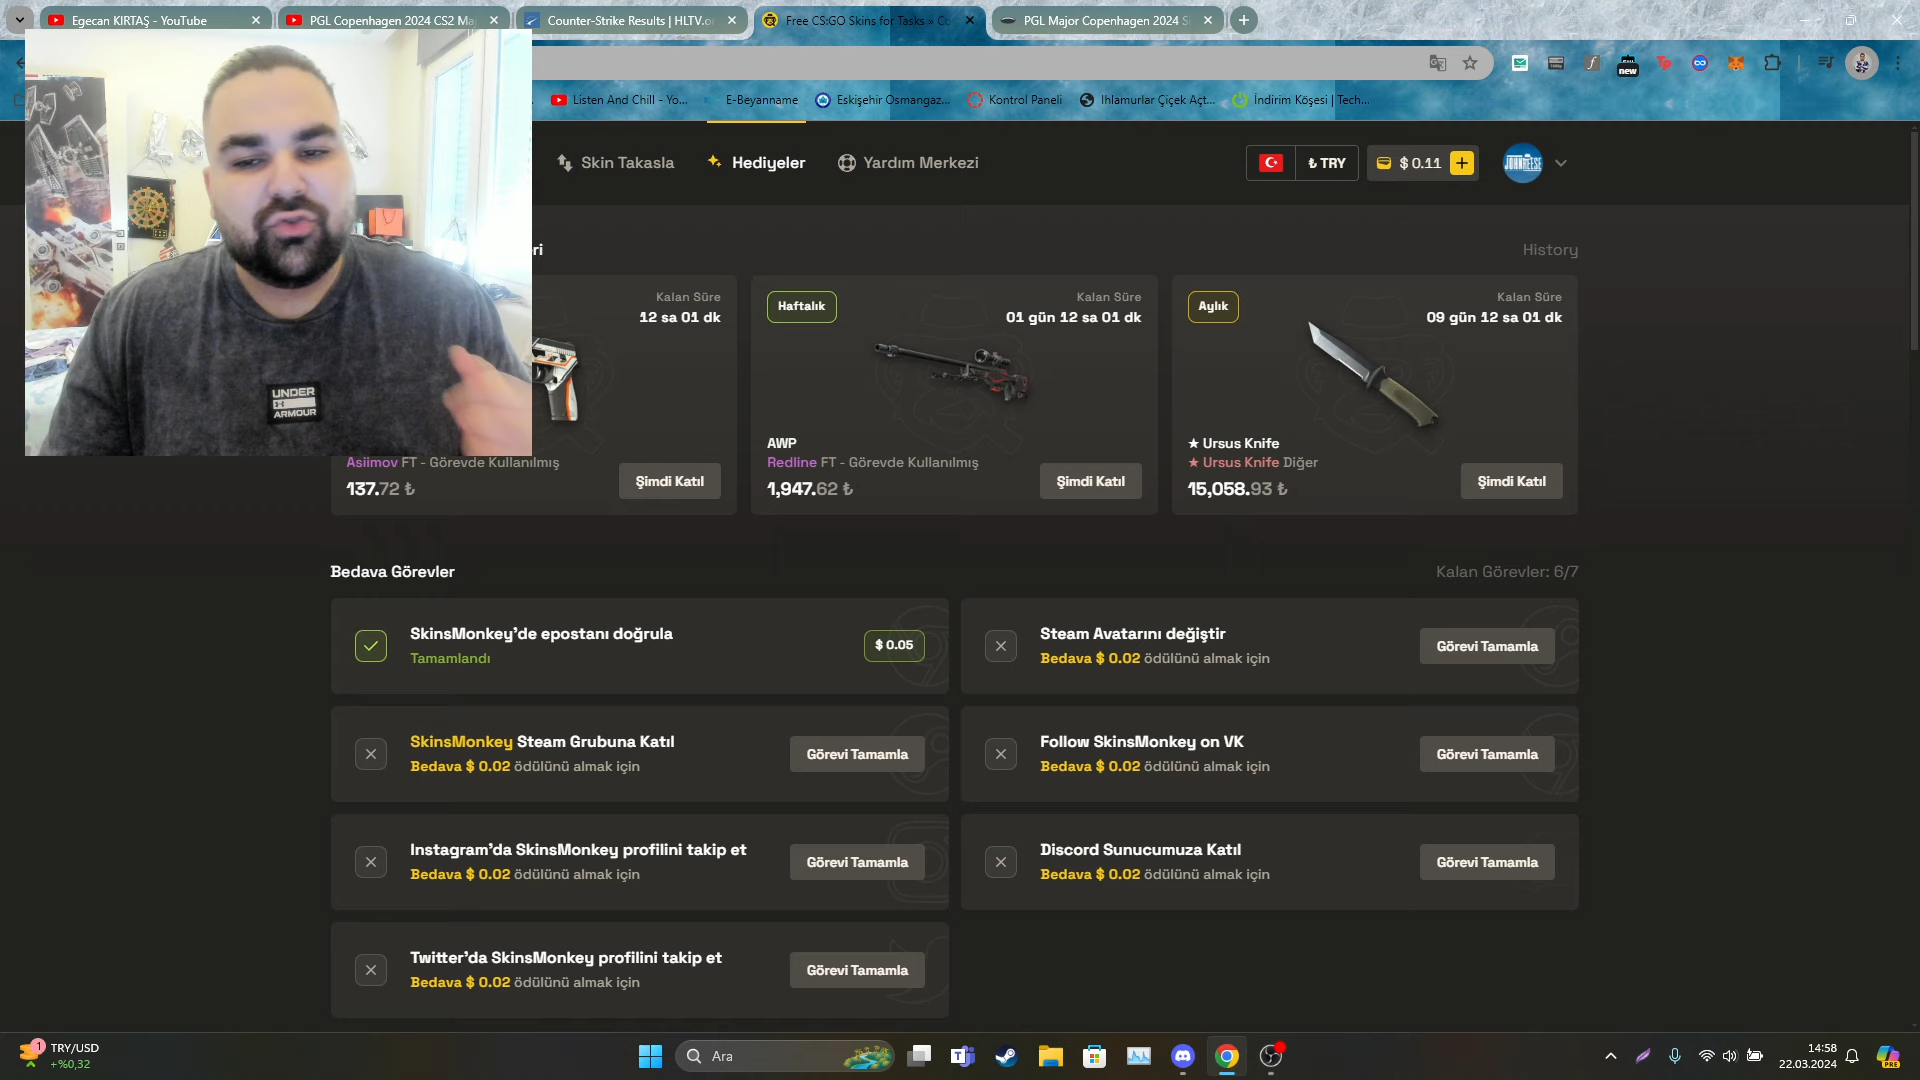 Egecan KIRTAŞ - YouTube
PGL Copenhagen 2024 CS2 Ma
Counter-Strike Results | HLTV.o
Free CS:GO Skins for Tasks » Co
PGL Major Copenhagen 2024 S
new
Listen And Chill - Yo...
E-Beyanname
Eskişehir Osmangaz...
Kontrol Paneli
Ihlamurlar Çiçek Açt...
İndirim Köşesi | Tech...
Skin Takasla
Hediyeler
Yardım Merkezi
₺ TRY
$ 0.11
JOHNREESE
ri
History
Kalan Süre
12 sa 01 dk
Asiimov FT - Görevde Kullanılmış
137.72 ₺
Şimdi Katıl
Haftalık
Kalan Süre
01 gün 12 sa 01 dk
AWP
Redline FT - Görevde Kullanılmış
1,947.62 ₺
Şimdi Katıl
Aylık
Kalan Süre
09 gün 12 sa 01 dk
★ Ursus Knife
★ Ursus Knife Diğer
15,058.93 ₺
Şimdi Katıl
UNDER
ARMOUR
Bedava Görevler
Kalan Görevler: 6/7
SkinsMonkey'de epostanı doğrula
Tamamlandı
$ 0.05
Steam Avatarını değiştir
Bedava $ 0.02 ödülünü almak için
Görevi Tamamla
SkinsMonkey Steam Grubuna Katıl
Bedava $ 0.02 ödülünü almak için
Görevi Tamamla
Follow SkinsMonkey on VK
Bedava $ 0.02 ödülünü almak için
Görevi Tamamla
Instagram'da SkinsMonkey profilini takip et
Bedava $ 0.02 ödülünü almak için
Görevi Tamamla
Discord Sunucumuza Katıl
Bedava $ 0.02 ödülünü almak için
Görevi Tamamla
Twitter'da SkinsMonkey profilini takip et
Bedava $ 0.02 ödülünü almak için
Görevi Tamamla
1
TRY/USD
+%0,32
Ara
14:58
22.03.2024
PRE